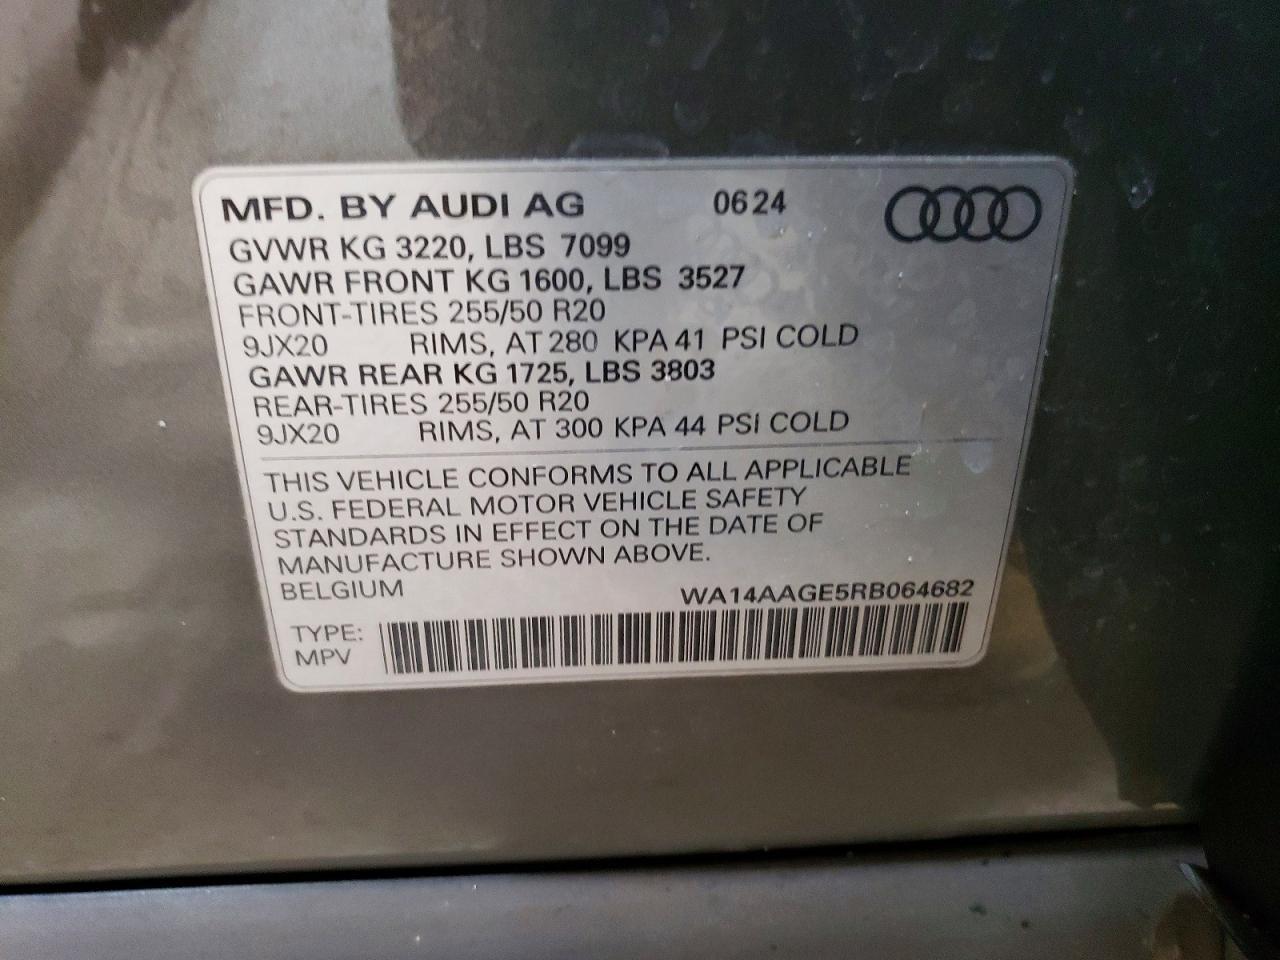 MFD. BY AUDI AG 0624
GVWR KG 3220, LBS 7099
GAWR FRONT KG 1600, LBS 3527
FRONT-TIRES 255/50 R20
9JX20 RIMS, AT 280 KPA 41 PSI COLD
GAWR REAR KG 1725, LBS 3803
REAR-TIRES 255/50 R20
9JX20 RIMS, AT 300 KPA 44 PSI COLD
THIS VEHICLE CONFORMS TO ALL APPLICABLE
U.S. FEDERAL MOTOR VEHICLE SAFETY
STANDARDS IN EFFECT ON THE DATE OF
MANUFACTURE SHOWN ABOVE.
BELGIUM WA14AAGE5RB064682
TYPE:
MPV